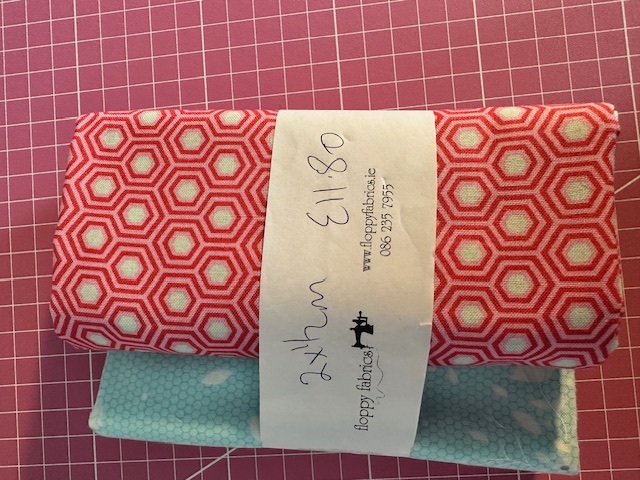 2x½m €11.80
floppy fabrics
www.floppyfabrics.ie
086 235 7955